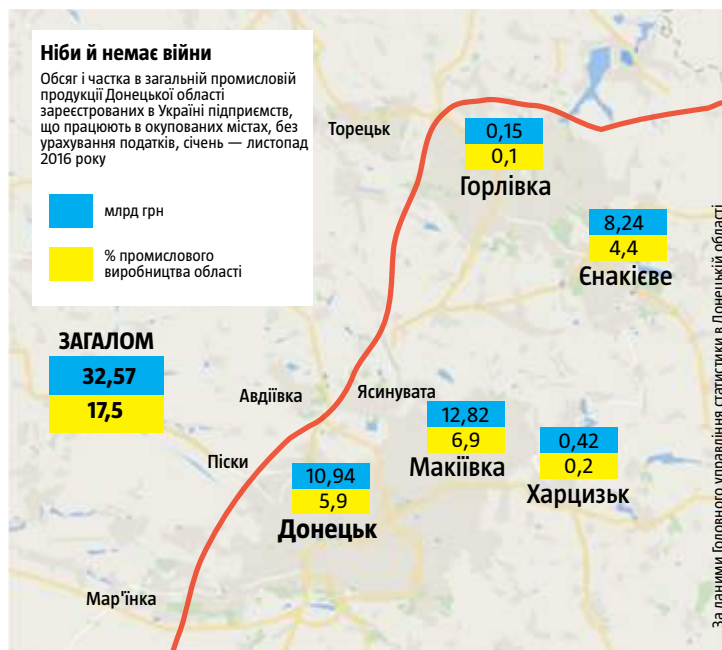 Ніби й немає війни
Обсяг і частка в загальній промисловій
продукції Донецької області
зареєстрованих в Україні підприємств,
що працюють в окупованих містах, без
урахування податків, січень — листопад
2016 року
млрд грн
% промислового
виробництва області
ЗАГАЛОМ
32,57
17,5
Торецьк
0,15
0,1
Горлівка
8,24
4,4
Єнакієве
Авдіївка
Ясинувата
12,82
6,9
Макіївка
0,42
0,2
Харцизьк
Піски
10,94
5,9
Донецьк
Мар'їнка
За даними Головного управління статистики в Донецькій області